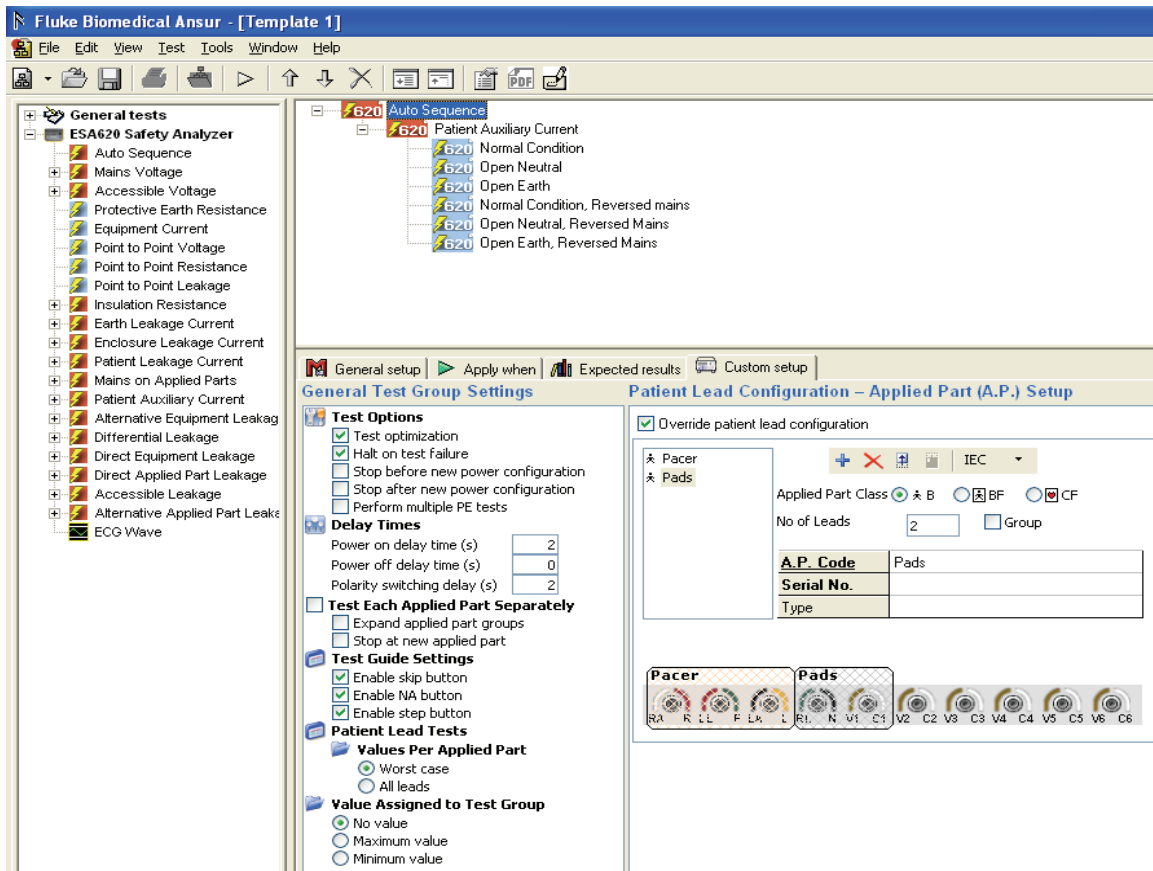 Fluke Biomedical Ansur - [Template 1]
File Edit View Test Tools Window Help
PDF
General tests
ESA620 Safety Analyzer
Auto Sequence
Mains Voltage
Accessible Voltage
Protective Earth Resistance
Equipment Current
Point to Point Voltage
Point to Point Resistance
Point to Point Leakage
Insulation Resistance
Earth Leakage Current
Enclosure Leakage Current
Patient Leakage Current
Mains on Applied Parts
Patient Auxiliary Current
Alternative Equipment Leakag
Differential Leakage
Direct Equipment Leakage
Direct Applied Part Leakage
Accessible Leakage
Alternative Applied Part Leaka
ECG Wave
620 Auto Sequence
620 Patient Auxiliary Current
620 Normal Condition
620 Open Neutral
620 Open Earth
620 Normal Condition, Reversed mains
620 Open Neutral, Reversed Mains
620 Open Earth, Reversed Mains
General setup Apply when Expected results Custom setup
General Test Group Settings
Test Options
Test optimization
Halt on test failure
Stop before new power configuration
Stop after new power configuration
Perform multiple PE tests
Delay Times
Power on delay time (s) 2
Power off delay time (s) 0
Polarity switching delay (s) 2
Test Each Applied Part Separately
Expand applied part groups
Stop at new applied part
Test Guide Settings
Enable skip button
Enable NA button
Enable step button
Patient Lead Tests
Values Per Applied Part
Worst case
All leads
Value Assigned to Test Group
No value
Maximum value
Minimum value
Patient Lead Configuration – Applied Part (A.P.) Setup
Override patient lead configuration
Pacer
Pads
IEC
Applied Part Class B BF CF
No of Leads 2 Group
A.P. Code Pads
Serial No.
Type
Pacer Pads
RA R LL F LA L RL N V1 C1 V2 C2 V3 C3 V4 C4 V5 C5 V6 C6